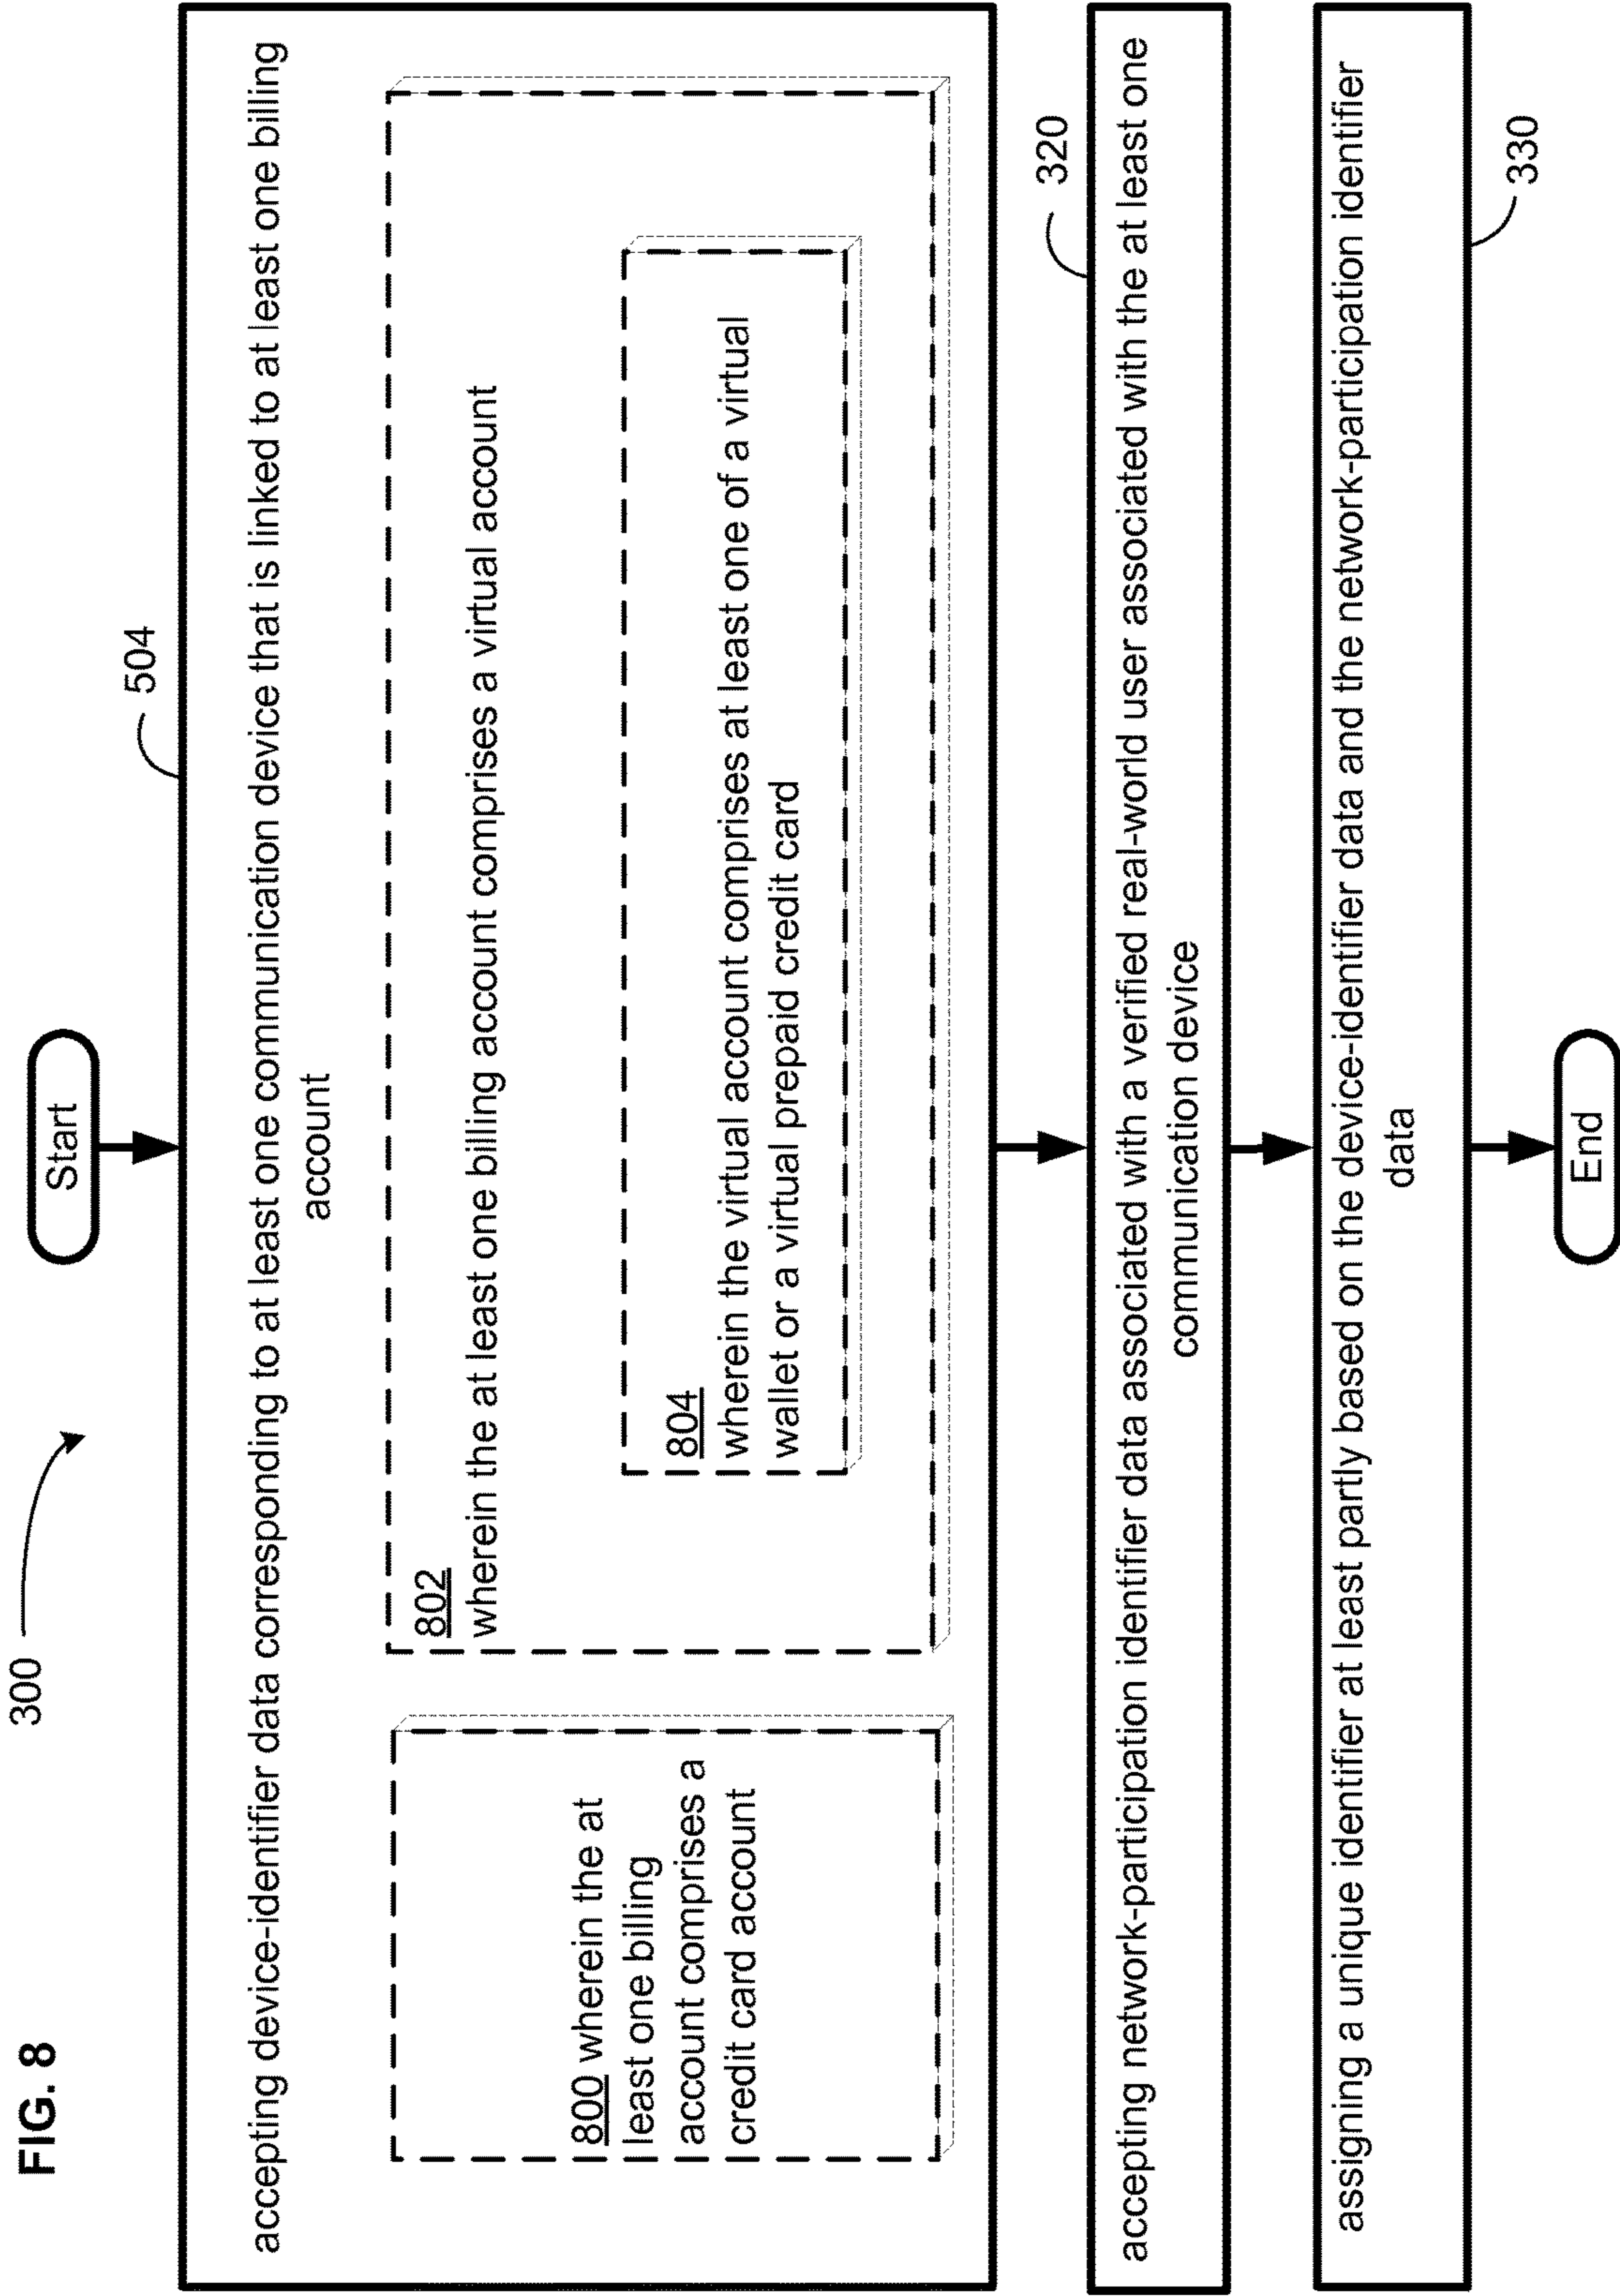 FIG. 8
300
Start
504
accepting device-identifier data corresponding to at least one communication device that is linked to at least one billing
account
800 wherein the at
least one billing
account comprises a
credit card account
802
wherein the at least one billing account comprises a virtual account
804
wherein the virtual account comprises at least one of a virtual
wallet or a virtual prepaid credit card
320
accepting network-participation identifier data associated with a verified real-world user associated with the at least one
communication device
assigning a unique identifier at least partly based on the device-identifier data and the network-participation identifier
data
330
End